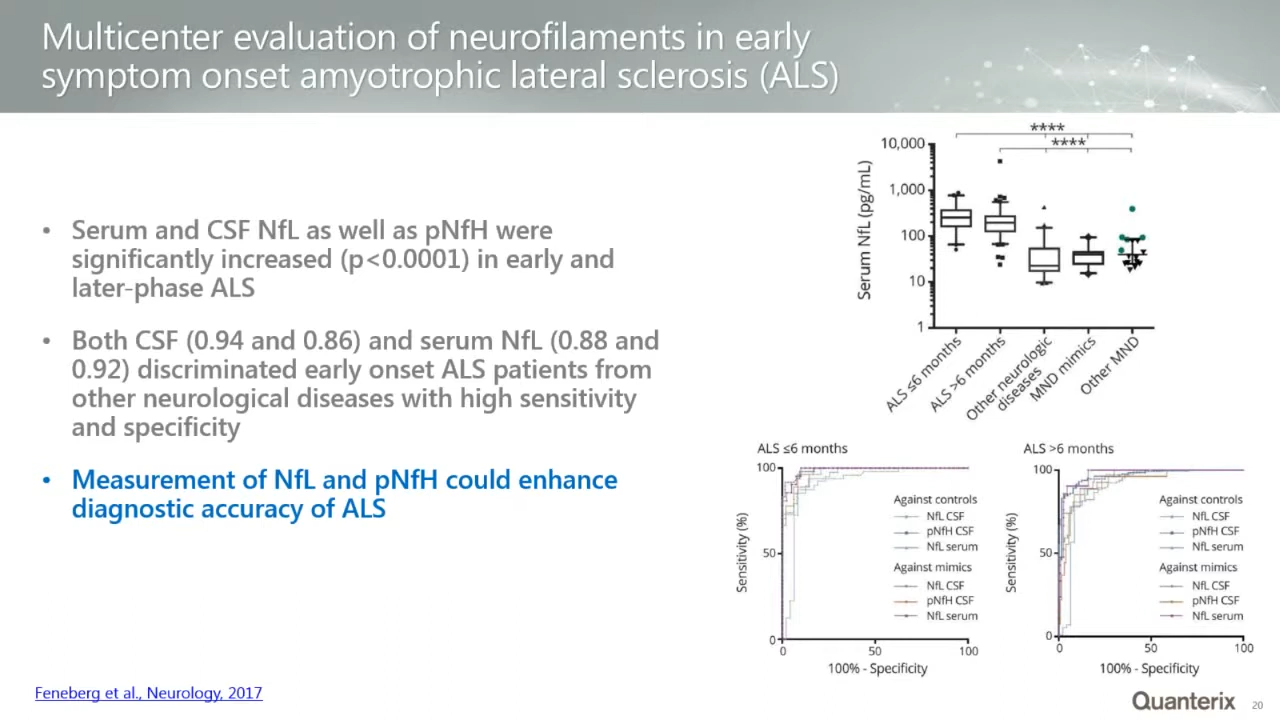 Multicenter evaluation of neurofilaments in early
symptom onset amyotrophic lateral sclerosis (ALS)
• Serum and CSF NfL as well as pNfH were
significantly increased (p<0.0001) in early and
later-phase ALS
• Both CSF (0.94 and 0.86) and serum NfL (0.88 and
0.92) discriminated early onset ALS patients from
other neurological diseases with high sensitivity
and specificity
• Measurement of NfL and pNfH could enhance
diagnostic accuracy of ALS
Feneberg et al., Neurology, 2017
****
****
Serum NfL (pg/mL)
10,000
1,000
100
10
1
ALS ≤6 months
ALS >6 months
Other neurologic
diseases
MND mimics
Other MND
ALS ≤6 months
Sensitivity (%)
100
50
0
Against controls
NfL CSF
pNfH CSF
NfL serum
Against mimics
NfL CSF
pNfH CSF
NfL serum
0 50 100
100% - Specificity
ALS >6 months
Sensitivity (%)
100
50
0
Against controls
NfL CSF
pNfH CSF
NfL serum
Against mimics
NfL CSF
pNfH CSF
NfL serum
0 50 100
100% - Specificity
Quanterix
20